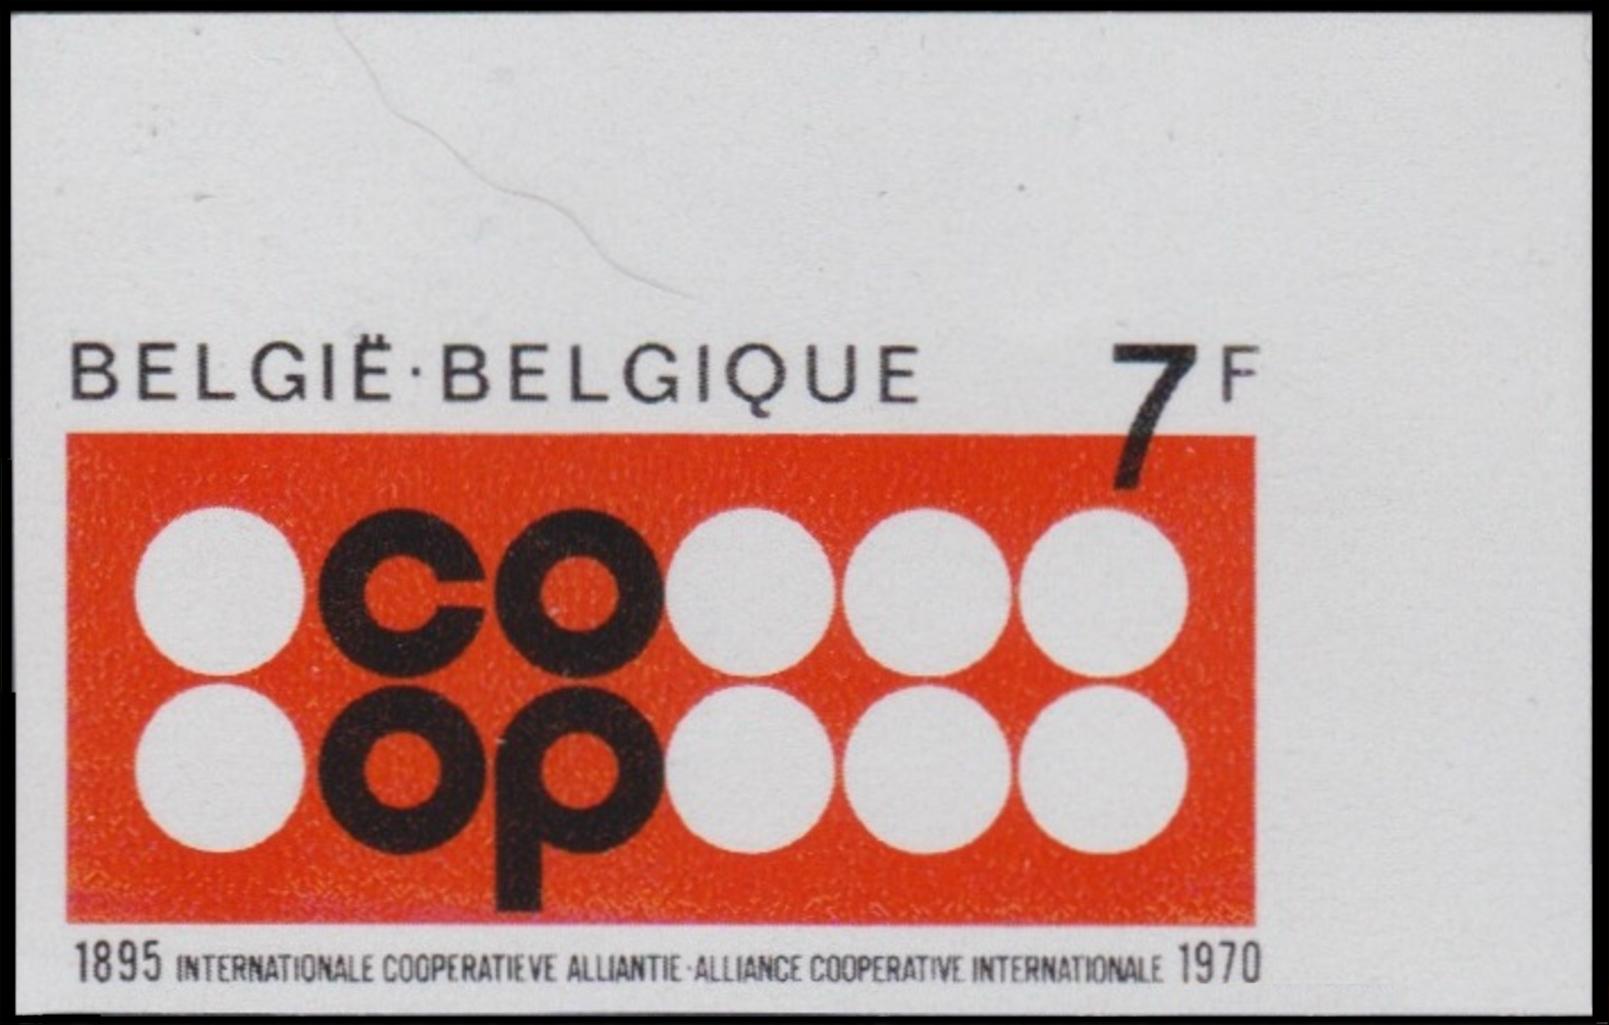 BELGIË·BELGIQUE 7F
co
op
1895 INTERNATIONALE COOPERATIEVE ALLIANTIE·ALLIANCE COOPERATIVE INTERNATIONALE 1970